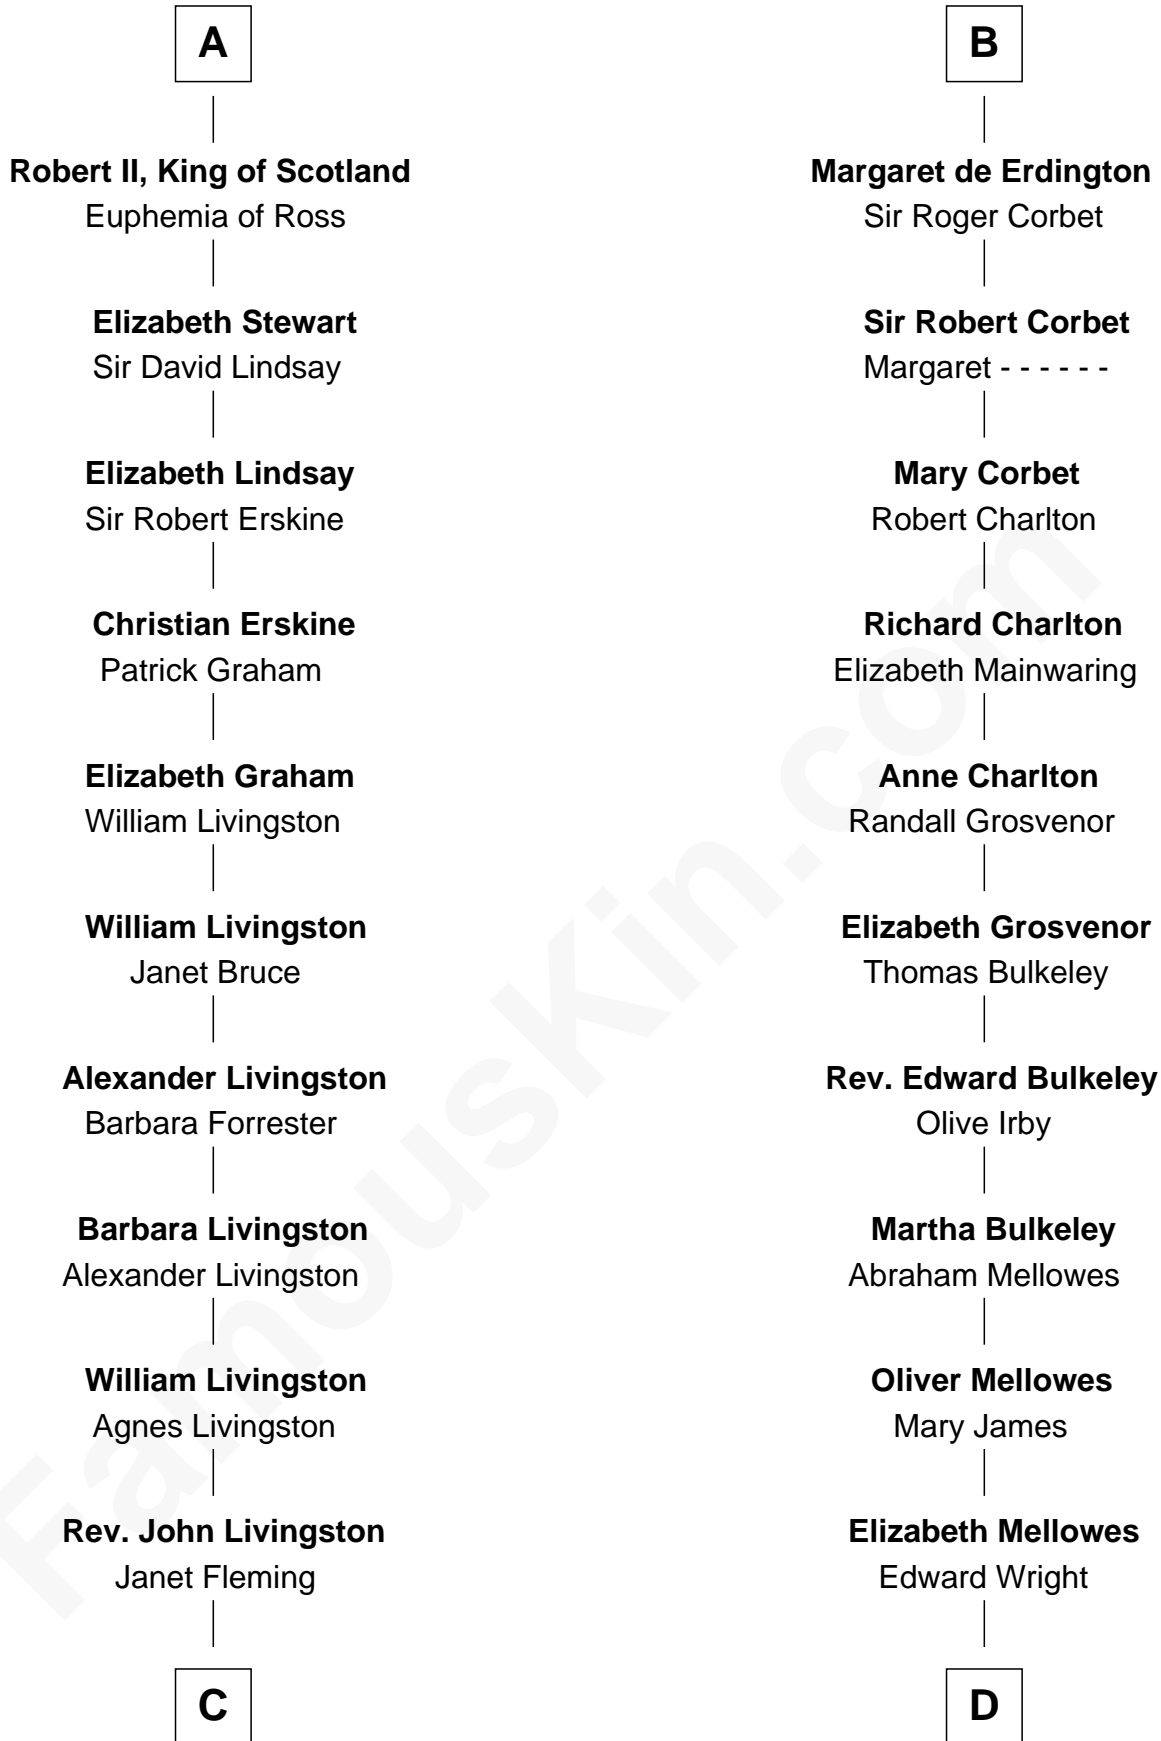 A
Robert II, King of Scotland
Euphemia of Ross
Elizabeth Stewart
Sir David Lindsay
Elizabeth Lindsay
Sir Robert Erskine
Christian Erskine
Patrick Graham
Elizabeth Graham
William Livingston
William Livingston
Janet Bruce
Alexander Livingston
Barbara Forrester
Barbara Livingston
Alexander Livingston
William Livingston
Agnes Livingston
Rev. John Livingston
Janet Fleming
C
B
Margaret de Erdington
Sir Roger Corbet
Sir Robert Corbet
Margaret - - - - - -
Mary Corbet
Robert Charlton
Richard Charlton
Elizabeth Mainwaring
Anne Charlton
Randall Grosvenor
Elizabeth Grosvenor
Thomas Bulkeley
Rev. Edward Bulkeley
Olive Irby
Martha Bulkeley
Abraham Mellowes
Oliver Mellowes
Mary James
Elizabeth Mellowes
Edward Wright
D
FamousKin.com